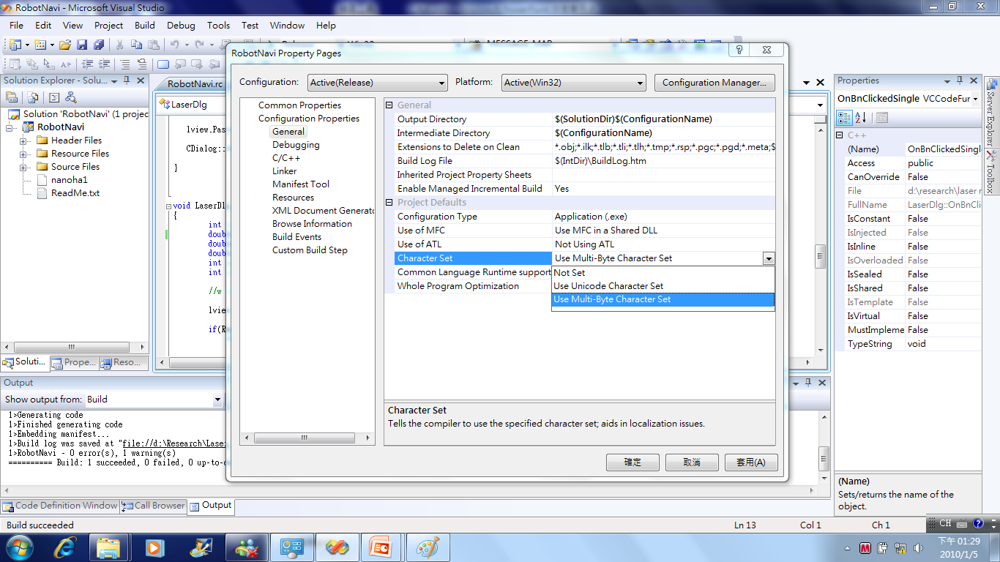 RobotNavi - Microsoft Visual Studio
File Edit View Project Build Debug Tools Test Window Help
Solution Explorer - Solu...
Solution 'RobotNavi' (1 projec
RobotNavi
Header Files
Resource Files
Source Files
nanoha1
ReadMe.txt
Soluti... Prope... Reso...
RobotNavi.rc
LaserDlg
lview.Pas
CDialog::
}
void LaserDl
{
int
doub
doub
doub
int
int
//w
lview
if(R
RobotNavi Property Pages
Configuration: Active(Release) Platform: Active(Win32) Configuration Manager...
Common Properties
Configuration Properties
General
Debugging
C/C++
Linker
Manifest Tool
Resources
XML Document Generato
Browse Information
Build Events
Custom Build Step
General
Output Directory $(SolutionDir)$(ConfigurationName)
Intermediate Directory $(ConfigurationName)
Extensions to Delete on Clean *.obj;*.ilk;*.tlb;*.tli;*.tlh;*.tmp;*.rsp;*.pgc;*.pgd;*.meta;$
Build Log File $(IntDir)\BuildLog.htm
Inherited Project Property Sheets
Enable Managed Incremental Build Yes
Project Defaults
Configuration Type Application (.exe)
Use of MFC Use MFC in a Shared DLL
Use of ATL Not Using ATL
Character Set Use Multi-Byte Character Set
Common Language Runtime support
Whole Program Optimization
Not Set
Use Unicode Character Set
Use Multi-Byte Character Set
Character Set
Tells the compiler to use the specified character set; aids in localization issues.
確定 取消 套用(A)
Properties
OnBnClickedSingle VCCodeFun
C++
(Name) OnBnClickedSingl
Access public
CanOverride False
File d:\research\laser r
FullName LaserDlg::OnBnCli
IsConstant False
IsInjected False
IsInline False
IsOverloaded False
IsSealed False
IsShared False
IsTemplate False
IsVirtual False
MustImpleme False
TypeString void
(Name)
Sets/returns the name of the
object.
Server Explorer
Toolbox
Output
Show output from: Build
1>Generating code
1>Finished generating code
1>Embedding manifest...
1>Build log was saved at "file://d:\Research\Laser
1>RobotNavi - 0 error(s), 1 warning(s)
========== Build: 1 succeeded, 0 failed, 0 up-to-d
Code Definition Window Call Browser Output
Build succeeded Ln 13 Col 1 Ch 1
CH
下午 01:29
2010/1/5